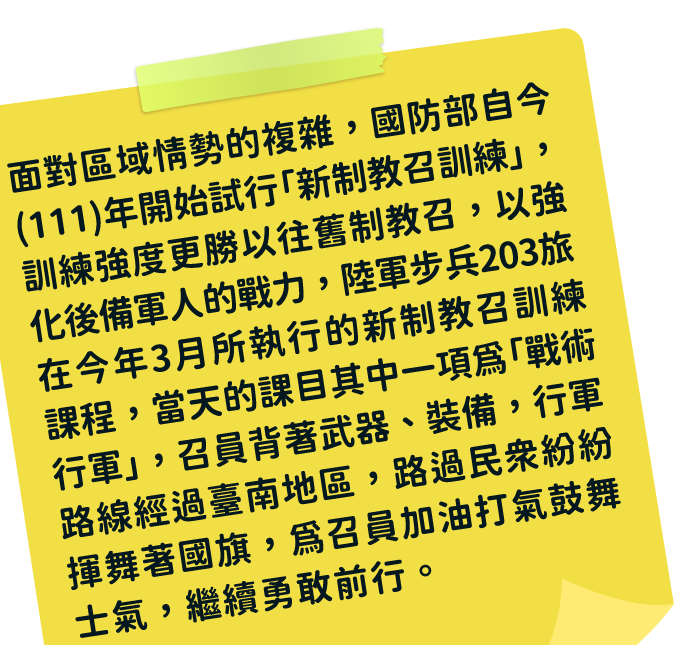 面對區域情勢的複雜，國防部自今
(111)年開始試行「新制教召訓練」，
訓練強度更勝以往舊制教召，以強
化後備軍人的戰力，陸軍步兵203旅
在今年3月所執行的新制教召訓練
課程，當天的課目其中一項為「戰術
行軍」，召員背著武器、裝備，行軍
路線經過臺南地區，路過民眾紛紛
揮舞著國旗，為召員加油打氣鼓舞
士氣，繼續勇敢前行。